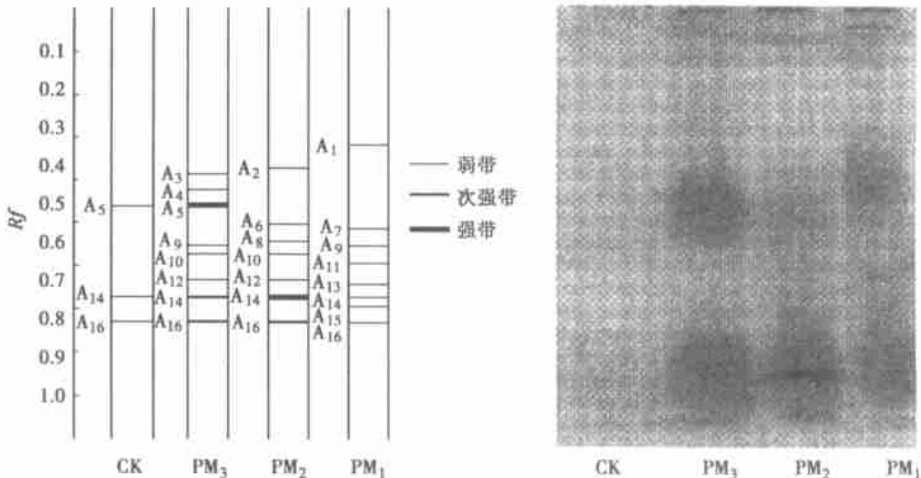 0.1
0.2
0.3
0.4
0.5
0.6
0.7
0.8
0.9
1.0
Rf
A5
A14
A16
A3
A4
A5
A9
A10
A12
A14
A16
A2
A6
A8
A10
A12
A14
A16
A1
A7
A9
A11
A13
A14
A15
A16
弱带
次强带
强带
CK PM3 PM2 PM1
CK PM3 PM2 PM1